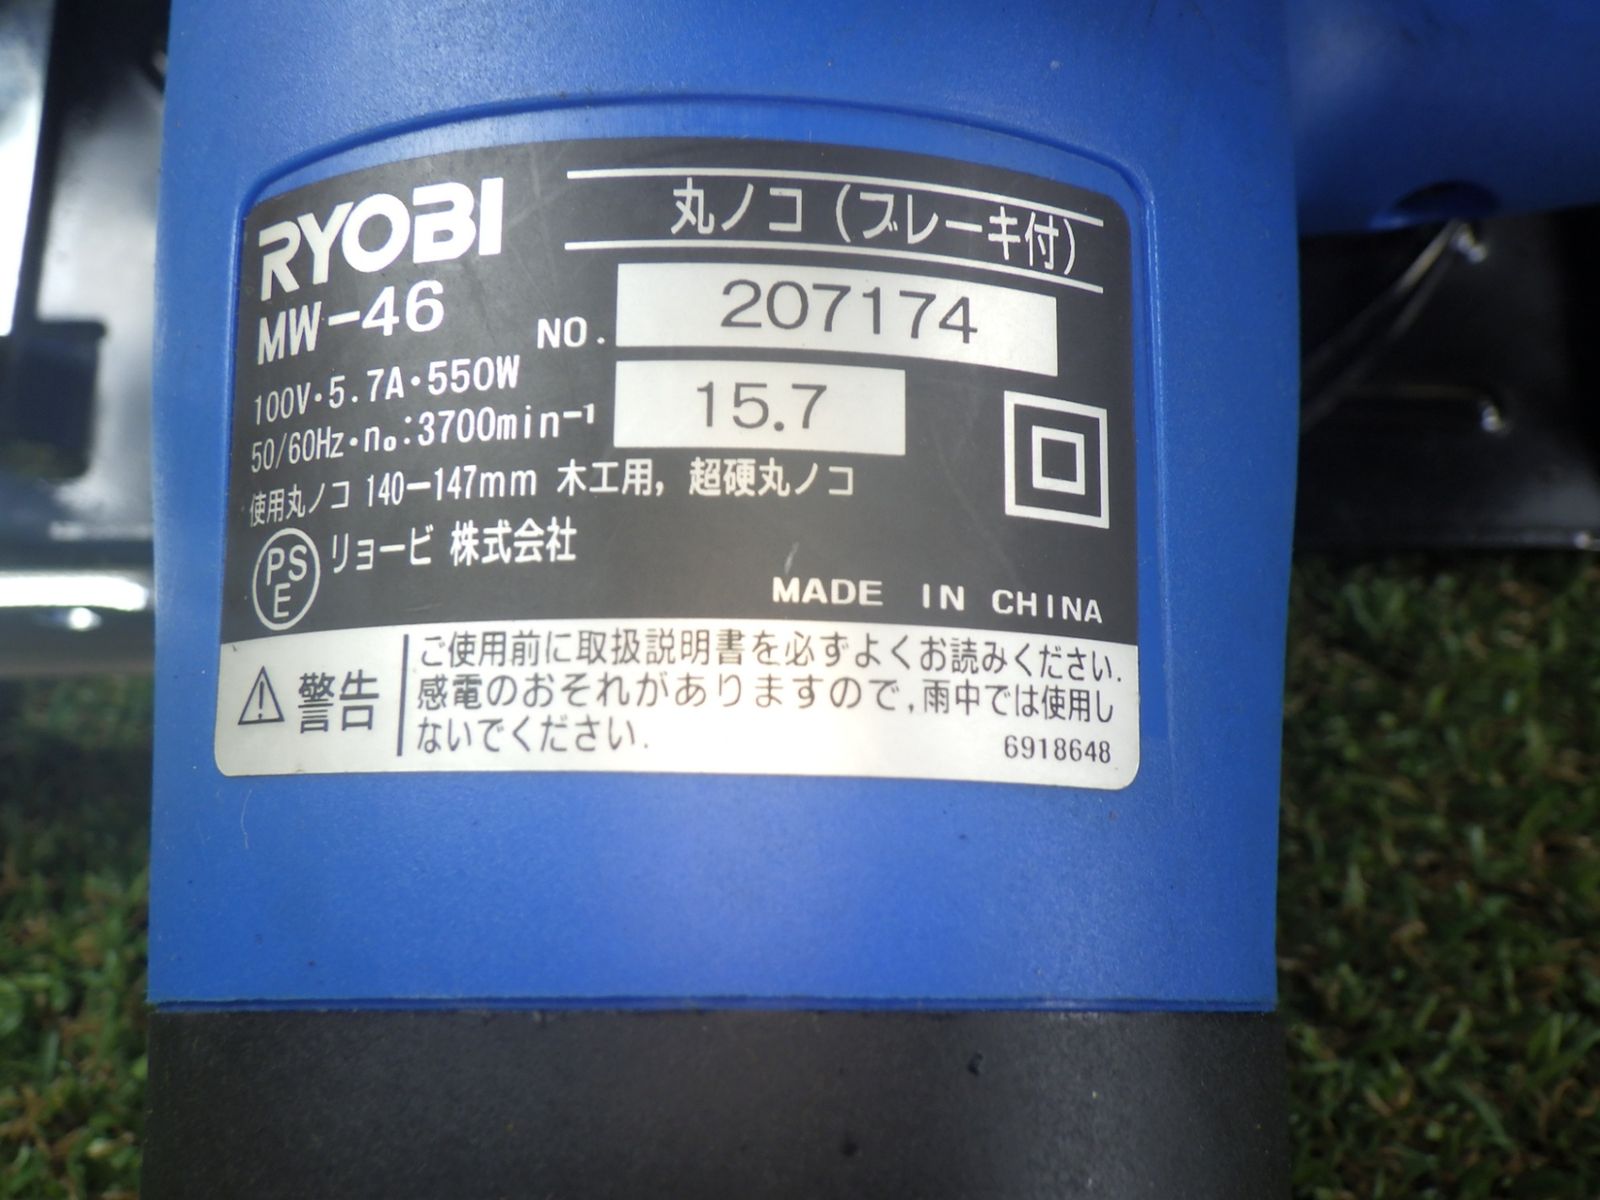 RYOBI
丸ノコ(ブレーキ付)
MW-46
NO. 207174
100V・5.7A・550W
15.7
50/60Hz・n₀:3700min⁻¹
使用丸ノコ 140-147mm 木工用, 超硬丸ノコ
PSE
リョービ 株式会社
MADE IN CHINA
警告
ご使用前に取扱説明書を必ずよくお読みください.
感電のおそれがありますので,雨中では使用し
ないでください.
6918648